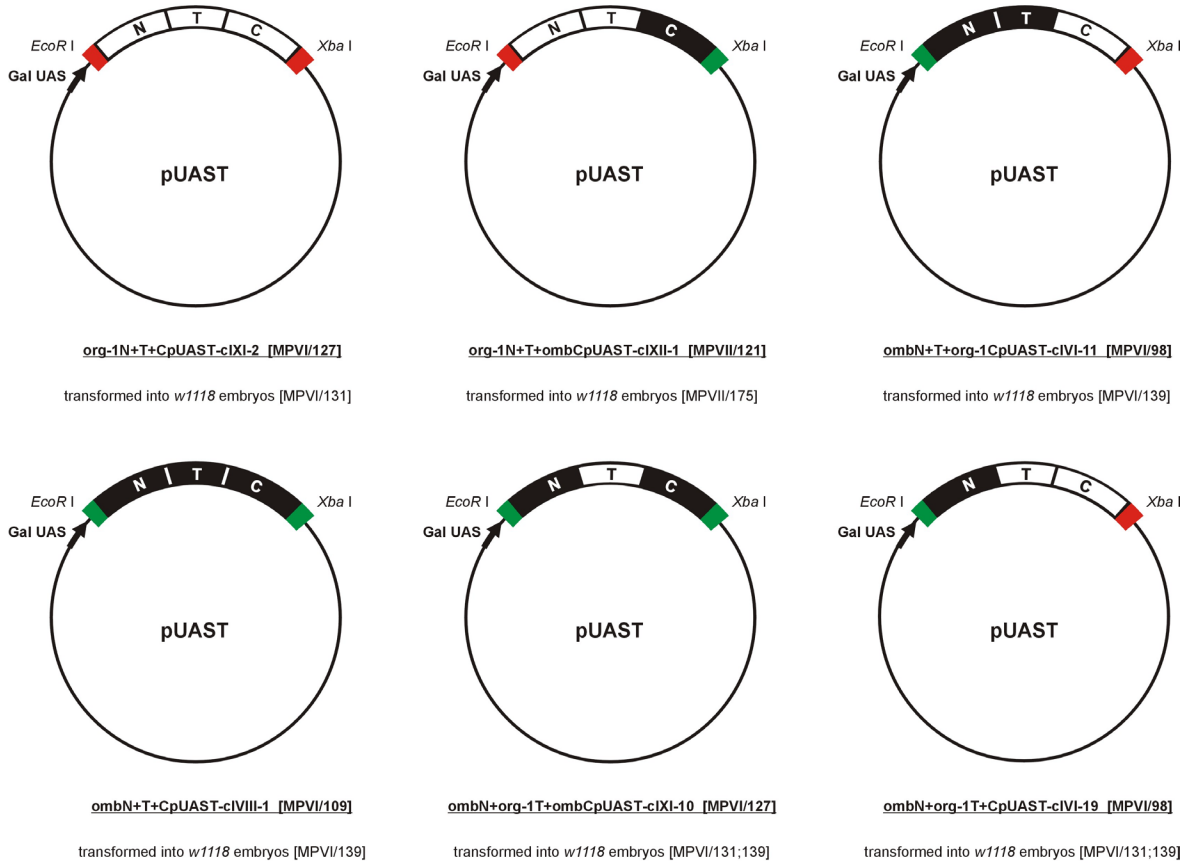 N T C
EcoR I Xba I
Gal UAS
pUAST
org-1N+T+CpUAST-clXI-2 [MPVI/127]
transformed into w1118 embryos [MPVI/131]
N T C
EcoR I Xba I
Gal UAS
pUAST
org-1N+T+ombCpUAST-clXII-1 [MPVII/121]
transformed into w1118 embryos [MPVII/175]
N T C
EcoR I Xba I
Gal UAS
pUAST
ombN+T+org-1CpUAST-clVI-11 [MPVI/98]
transformed into w1118 embryos [MPVI/139]
N T C
EcoR I Xba I
Gal UAS
pUAST
ombN+T+CpUAST-clVIII-1 [MPVI/109]
transformed into w1118 embryos [MPVI/139]
N T C
EcoR I Xba I
Gal UAS
pUAST
ombN+org-1T+ombCpUAST-clXI-10 [MPVI/127]
transformed into w1118 embryos [MPVI/131;139]
N T C
EcoR I Xba I
Gal UAS
pUAST
ombN+org-1T+CpUAST-clVI-19 [MPVI/98]
transformed into w1118 embryos [MPVI/131;139]